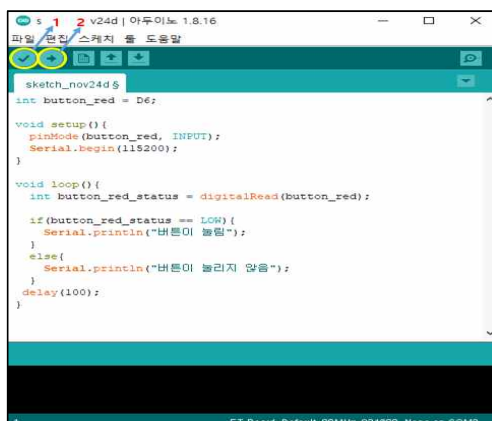 s 1 2 v24d | 아두이노 1.8.16
파일 편집 스케치 툴 도움말
sketch_nov24d §
int button_red = D6;
void setup(){
pinMode(button_red, INPUT);
Serial.begin(115200);
}
void loop(){
int button_red_status = digitalRead(button_red);
if(button_red_status == LOW){
Serial.println("버튼이 눌림");
}
else{
Serial.println("버튼이 눌리지 않음");
}
delay(100);
}